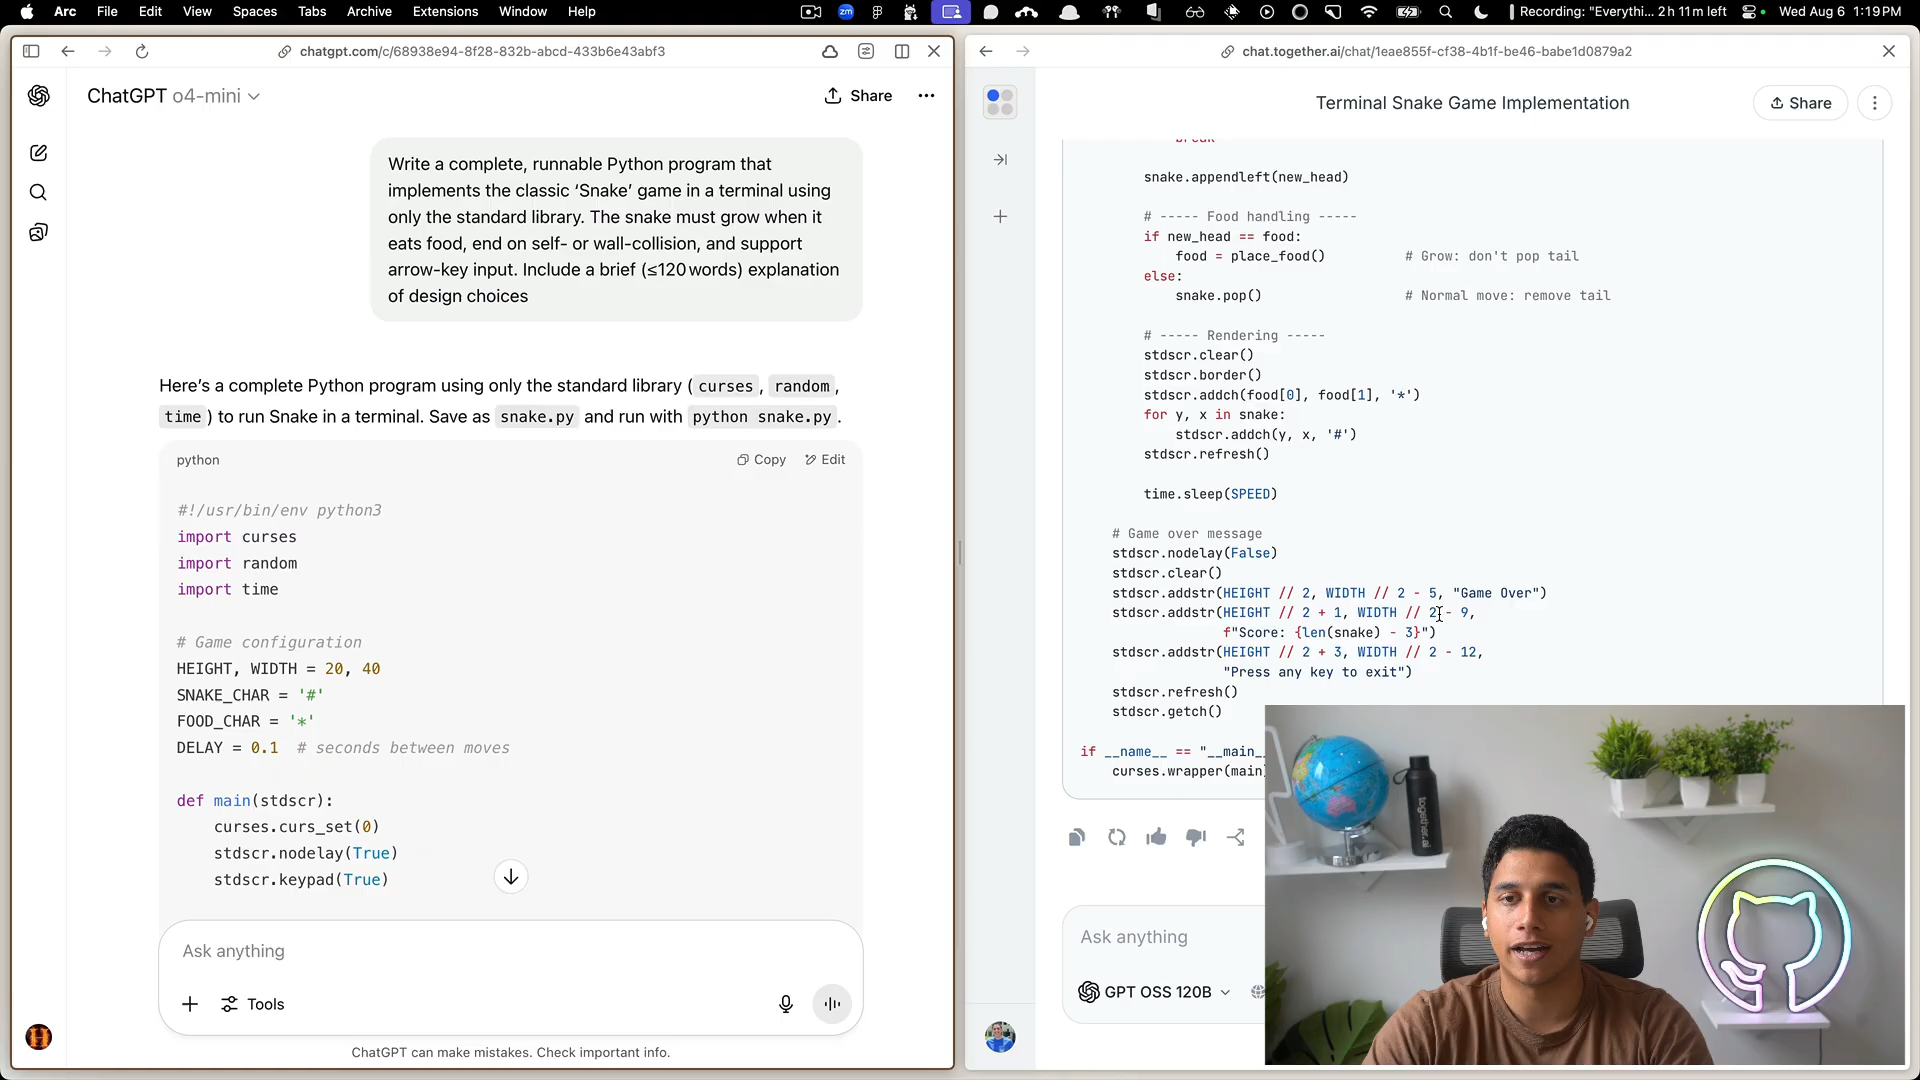 Arc File Edit View Spaces Tabs Archive Extensions Window Help
zm
Recording: "Everythi... 2 h 11 m left
Wed Aug 6 1:19 PM
chatgpt.com/c/68938e94-8f28-832b-abcd-433b6e43abf3
ChatGPT o4-mini
Share
Write a complete, runnable Python program that
implements the classic ‘Snake’ game in a terminal using
only the standard library. The snake must grow when it
eats food, end on self- or wall-collision, and support
arrow-key input. Include a brief (≤120 words) explanation
of design choices
Here’s a complete Python program using only the standard library ( curses , random ,
time ) to run Snake in a terminal. Save as snake.py and run with python snake.py .
python
Copy Edit
#!/usr/bin/env python3
import curses
import random
import time
# Game configuration
HEIGHT, WIDTH = 20, 40
SNAKE_CHAR = '#'
FOOD_CHAR = '*'
DELAY = 0.1 # seconds between moves
def main(stdscr):
curses.curs_set(0)
stdscr.nodelay(True)
stdscr.keypad(True)
Ask anything
Tools
ChatGPT can make mistakes. Check important info.
chat.together.ai/chat/1eae855f-cf38-4b1f-be46-babe1d0879a2
Terminal Snake Game Implementation
Share
break
snake.appendleft(new_head)
# ----- Food handling -----
if new_head == food:
food = place_food() # Grow: don't pop tail
else:
snake.pop() # Normal move: remove tail
# ----- Rendering -----
stdscr.clear()
stdscr.border()
stdscr.addch(food[0], food[1], '*')
for y, x in snake:
stdscr.addch(y, x, '#')
stdscr.refresh()
time.sleep(SPEED)
# Game over message
stdscr.nodelay(False)
stdscr.clear()
stdscr.addstr(HEIGHT // 2, WIDTH // 2 - 5, "Game Over")
stdscr.addstr(HEIGHT // 2 + 1, WIDTH // 2 - 9,
f"Score: {len(snake) - 3}")
stdscr.addstr(HEIGHT // 2 + 3, WIDTH // 2 - 12,
"Press any key to exit")
stdscr.refresh()
stdscr.getch()
if __name__ == "__main__
curses.wrapper(main)
Ask anything
GPT OSS 120B
together.ai